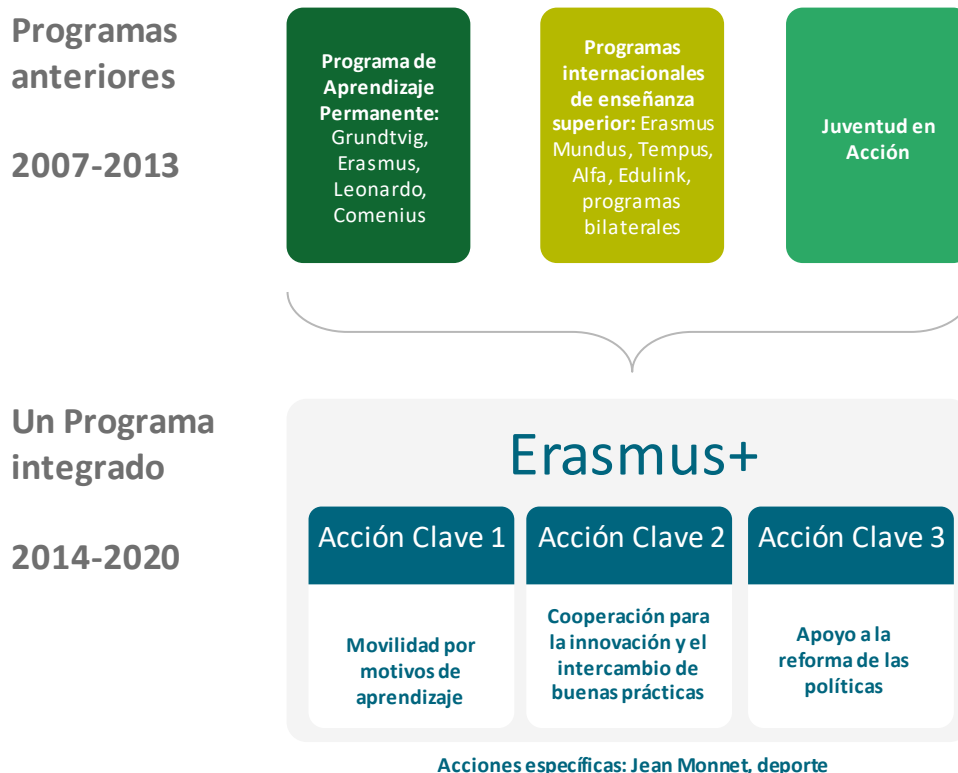 Programas
anteriores
2007-2013
Programa de
Aprendizaje
Permanente:
Grundtvig,
Erasmus,
Leonardo,
Comenius
Programas
internacionales
de enseñanza
superior: Erasmus
Mundus, Tempus,
Alfa, Edulink,
programas
bilaterales
Juventud en
Acción
Un Programa
integrado
2014-2020
Erasmus+
Acción Clave 1
Movilidad por
motivos de
aprendizaje
Acción Clave 2
Cooperación para
la innovación y el
intercambio de
buenas prácticas
Acción Clave 3
Apoyo a la
reforma de las
políticas
Acciones específicas: Jean Monnet, deporte